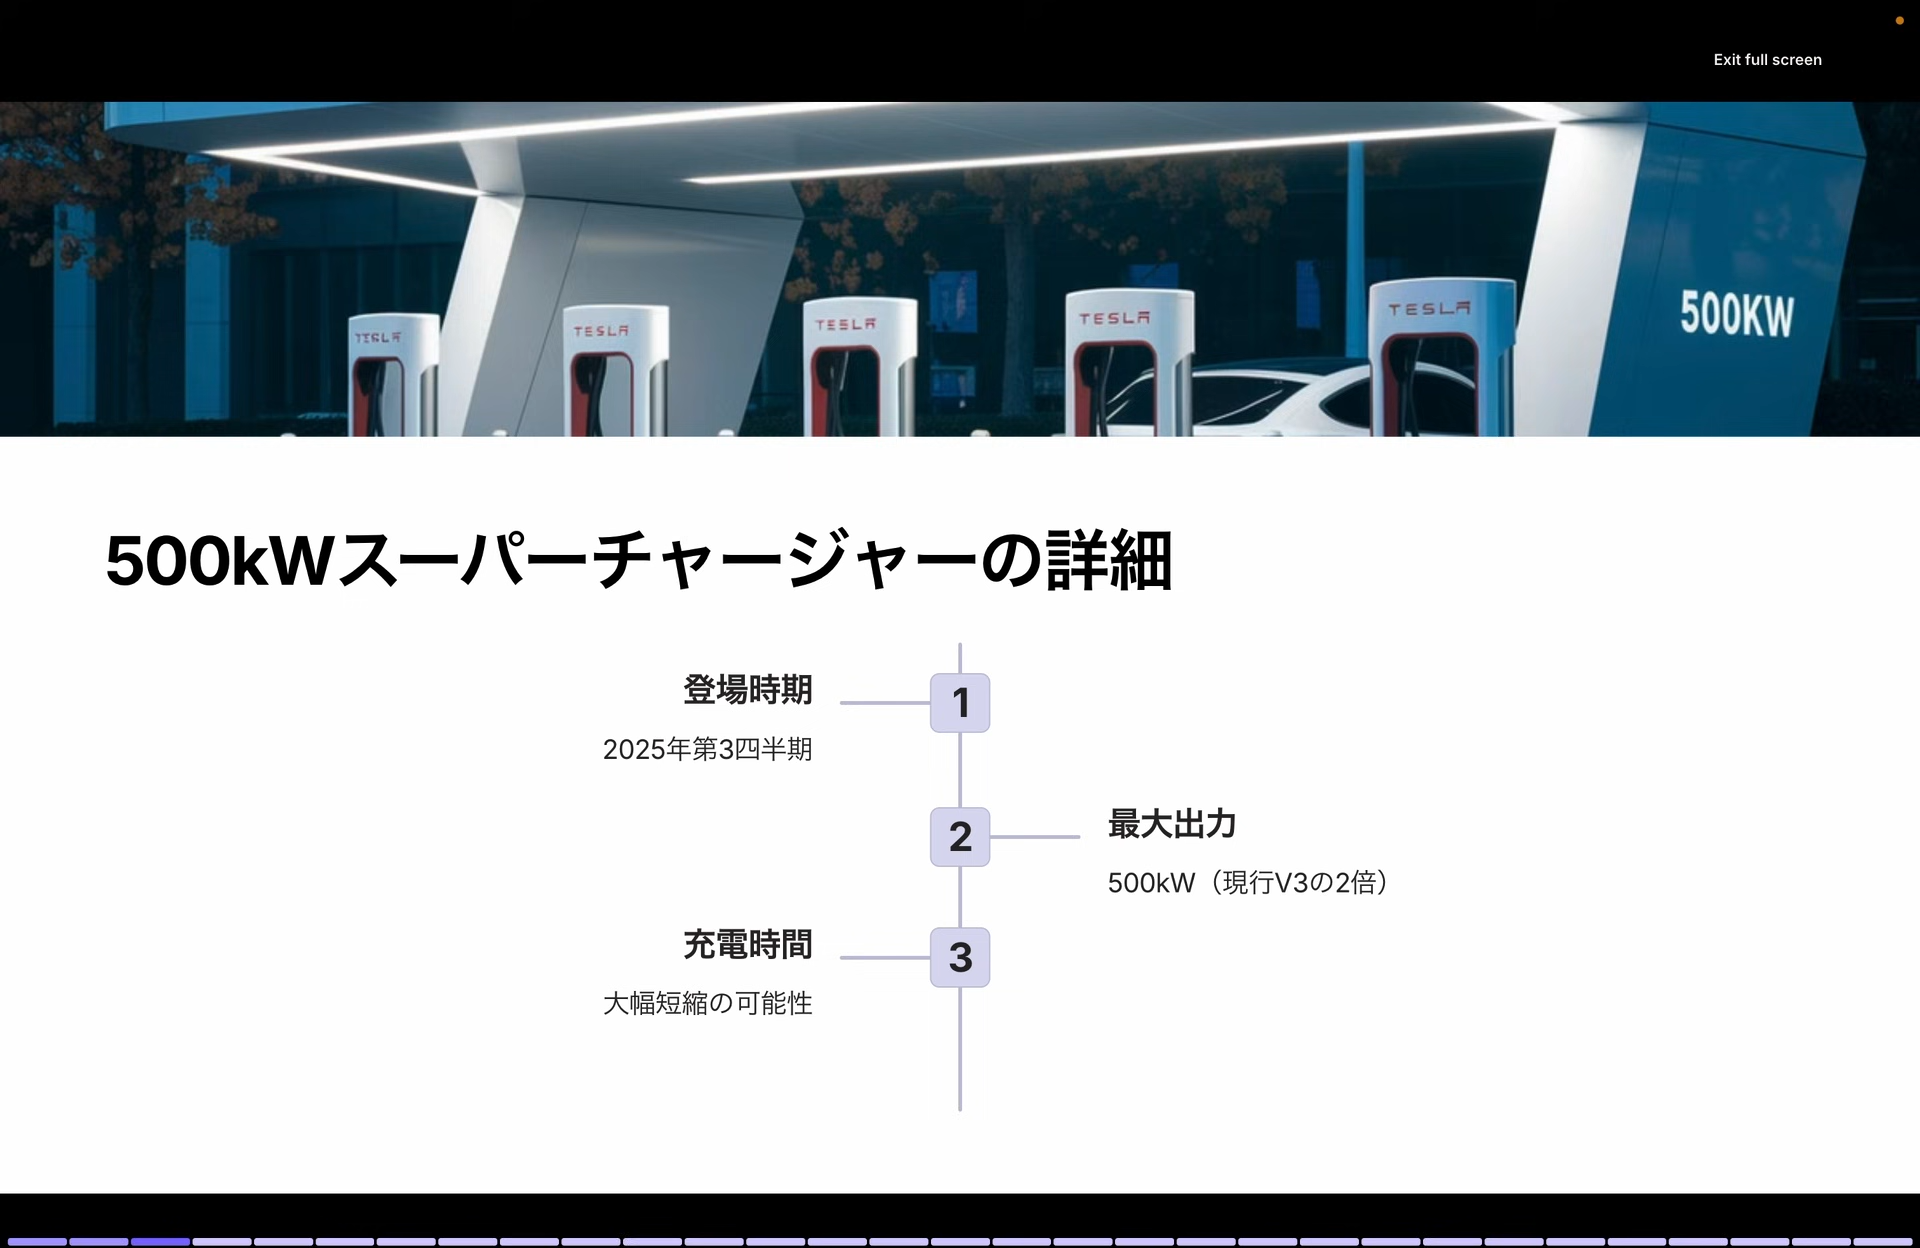 Exit full screen
TESLA
TESLA
TESLA
TESLA
TESLA
500KW
500kWスーパーチャージャーの詳細
登場時期
1
2025年第3四半期
2
最大出力
500kW（現行V3の2倍）
充電時間
3
大幅短縮の可能性